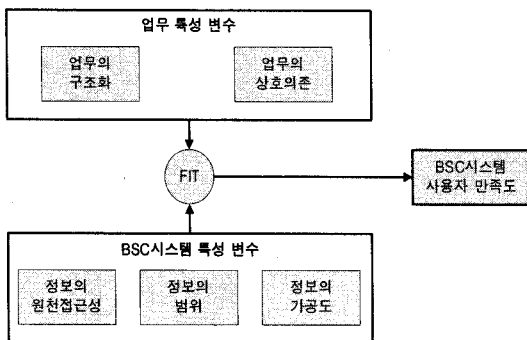 업무 특성 변수
업무의
구조화
업무의
상호의존
FIT
BSC시스템
사용자 만족도
BSC시스템 특성 변수
정보의
원천접근성
정보의
범위
정보의
가공도